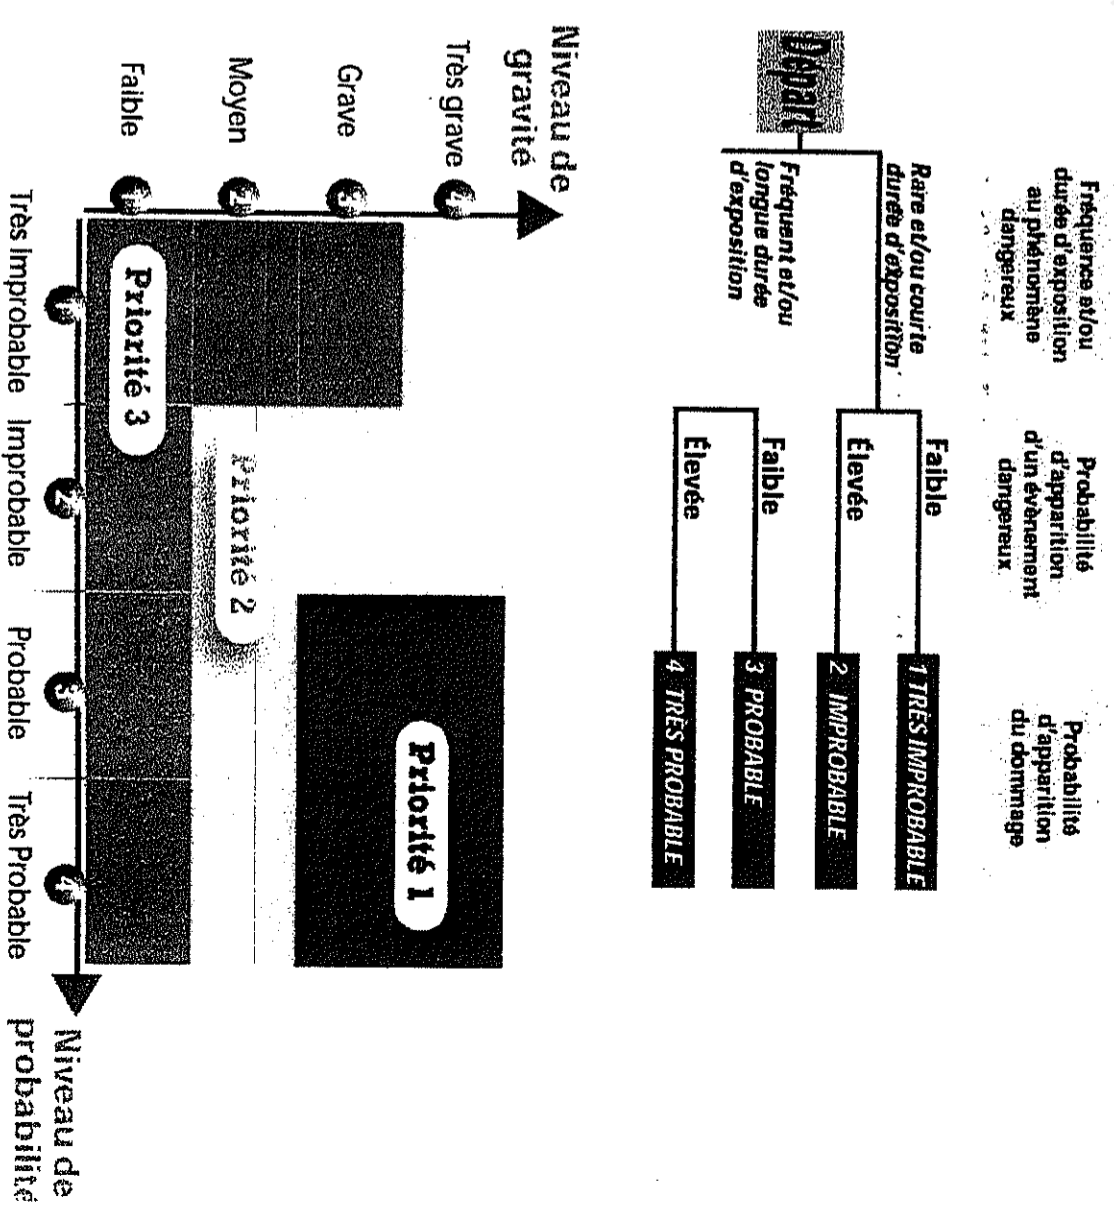 Fréquence et/ou
durée d'exposition
au phénomène
dangereux
Probabilité
d'apparition
d'un évènement
dangereux
Probabilité
d'apparition
du dommage
Départ
Rare et/ou courte
durée d'exposition
Fréquent et/ou
longue durée
d'exposition
Faible
Élevée
Faible
Élevée
1 TRÈS IMPROBABLE
2 IMPROBABLE
3 PROBABLE
4 TRÈS PROBABLE
Niveau de
gravité
Très grave
4
Grave
3
Moyen
2
Faible
1
Priorité 1
Priorité 2
Priorité 3
1
2
3
4
Très Improbable
Improbable
Probable
Très Probable
Niveau de
probabilité